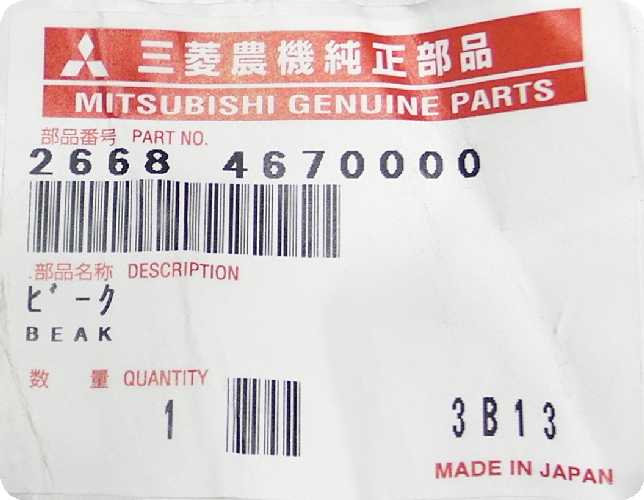 三菱農機純正部品
MITSUBISHI GENUINE PARTS
部品番号 PART NO.
2668 4670000
部品名称 DESCRIPTION
ビーク
BEAK
数 量 QUANTITY
1
3B13
MADE IN JAPAN